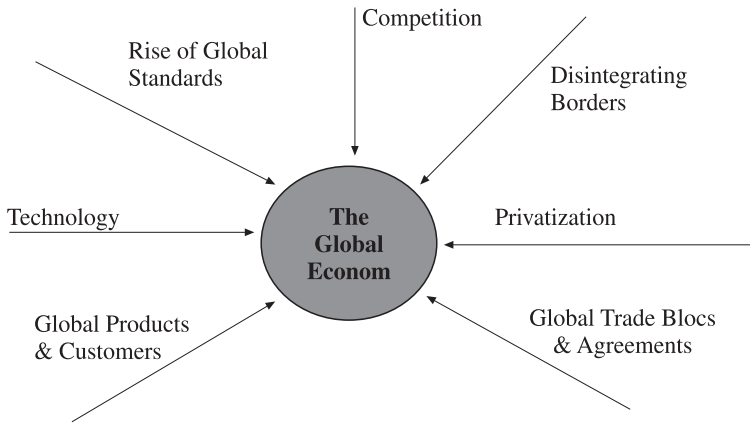 Competition
Rise of Global
Standards
Disintegrating
Borders
Technology
The
Global
Econom
Privatization
Global Products
& Customers
Global Trade Blocs
& Agreements